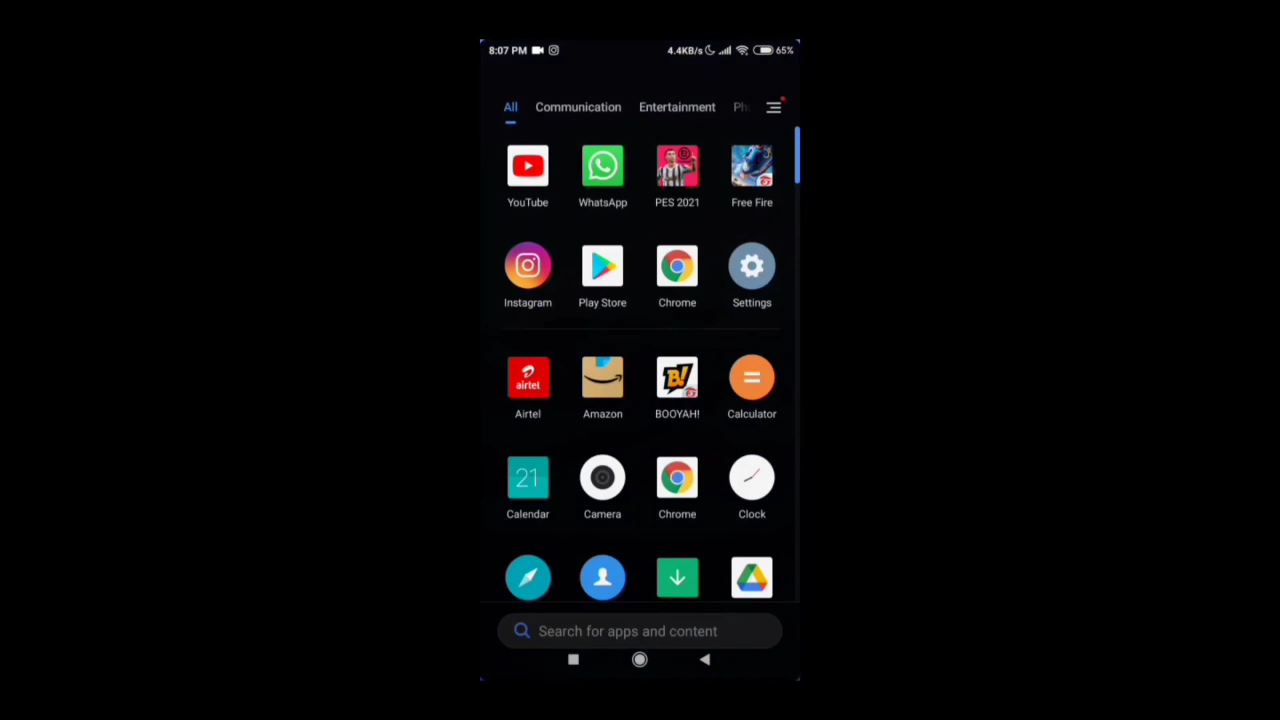 8:07 PM 4.4KB/s 65%
All Communication Entertainment Ph
YouTube WhatsApp PES 2021 Free Fire
Instagram Play Store Chrome Settings
airtel B!
Airtel Amazon BOOYAH! Calculator
21
Calendar Camera Chrome Clock
Search for apps and content